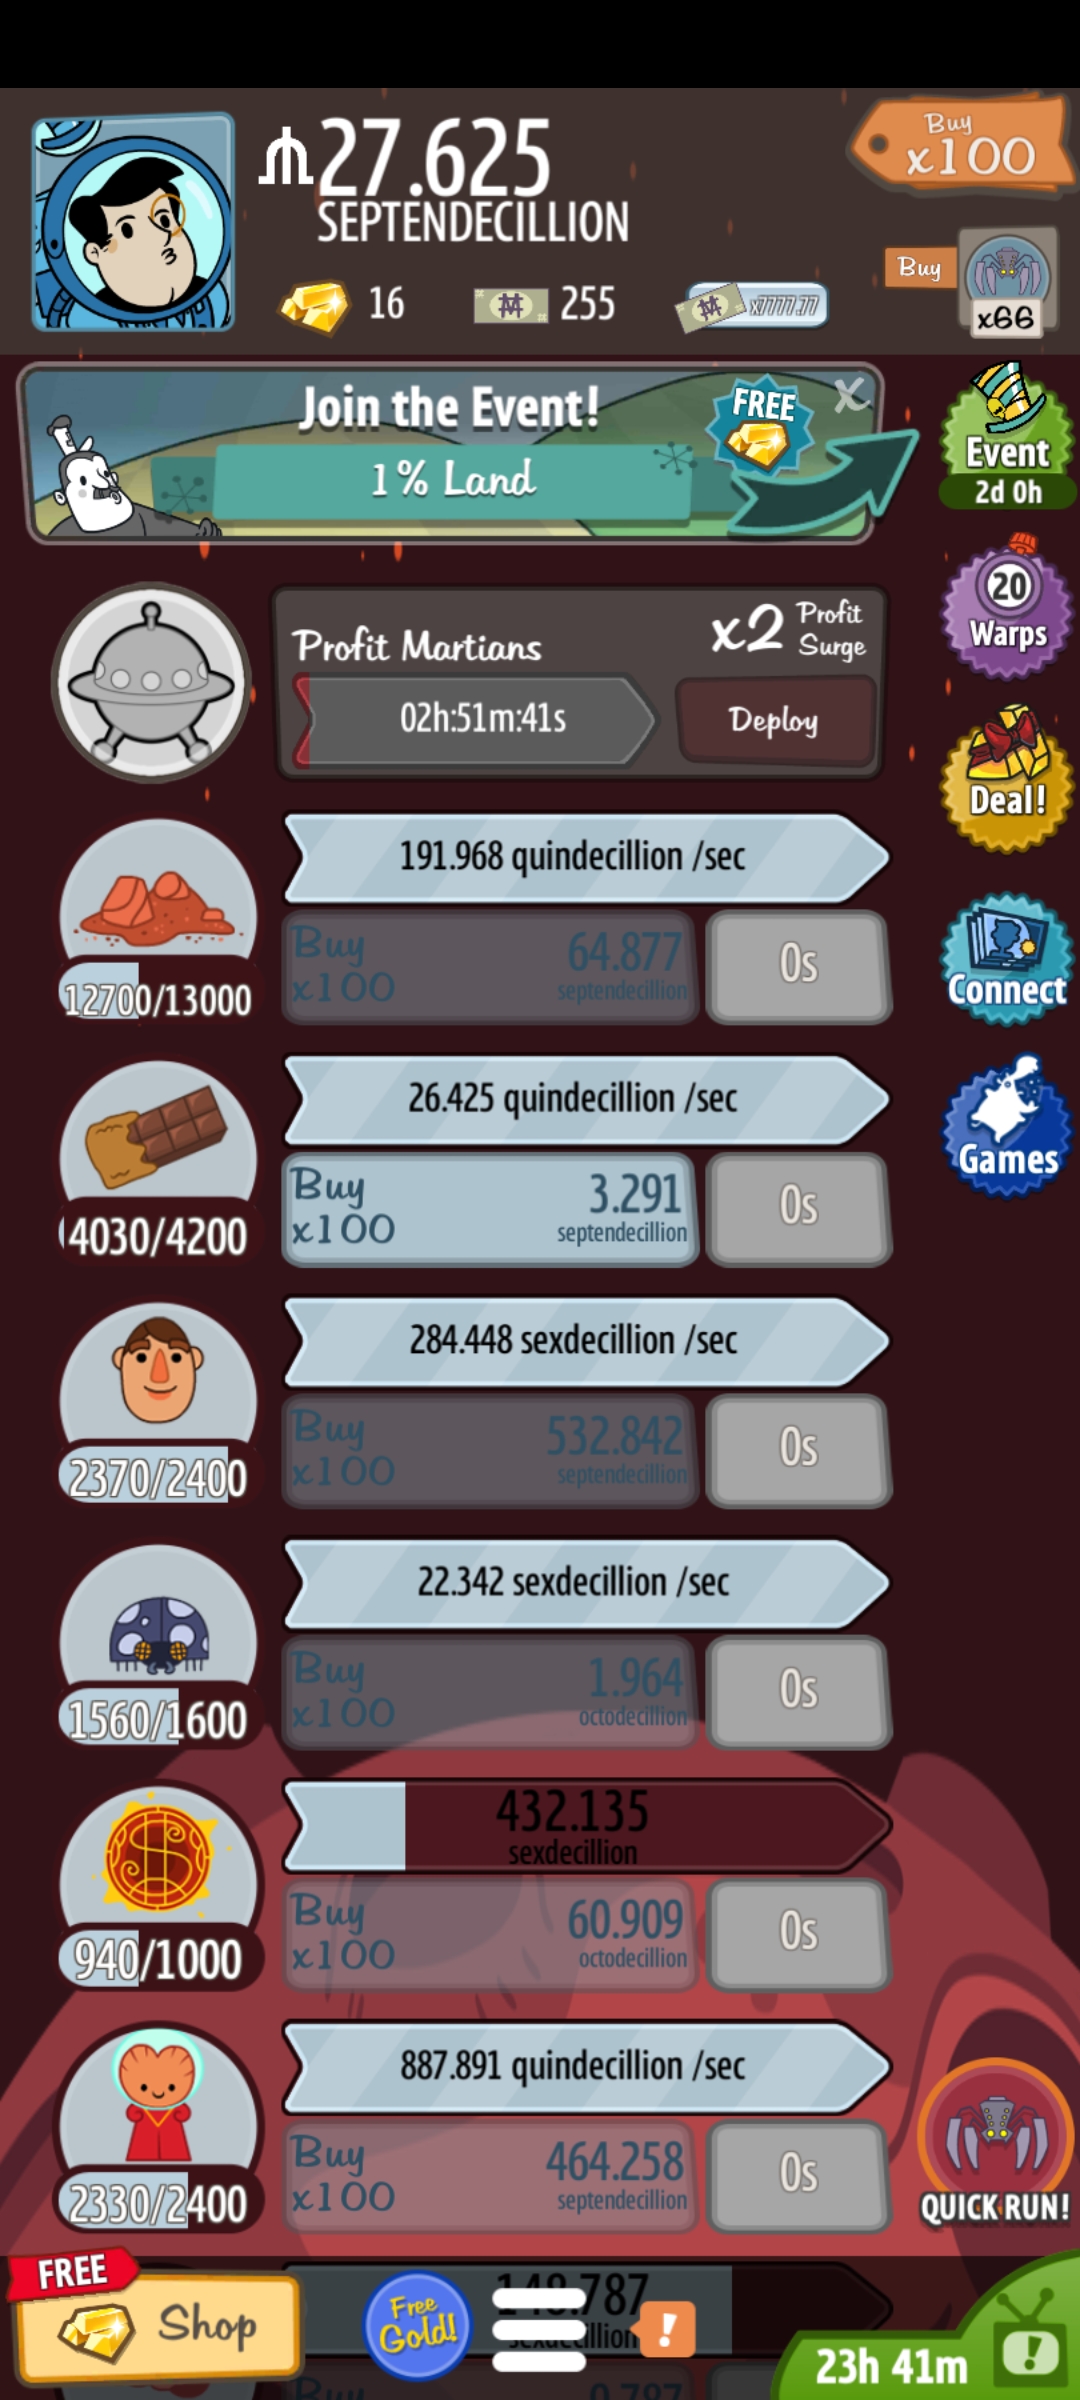 27.625
SEPTENDECILLION
Buy
x100
16
255
x7777.77
Buy
x66
Join the Event!
1% Land
FREE
X
Event
2d 0h
20
Warps
Profit Martians
x2 Profit Surge
02h:51m:41s
Deploy
Deal!
191.968 quindecillion /sec
Buy
x100
64.877
septendecillion
0s
12700/13000
Connect
26.425 quindecillion /sec
Buy
x100
3.291
septendecillion
0s
4030/4200
Games
284.448 sexdecillion /sec
Buy
x100
532.842
septendecillion
0s
2370/2400
22.342 sexdecillion /sec
Buy
x100
1.964
octodecillion
0s
1560/1600
432.135
sexdecillion
Buy
x100
60.909
octodecillion
0s
940/1000
887.891 quindecillion /sec
Buy
x100
464.258
septendecillion
0s
2330/2400
QUICK RUN!
FREE
Shop
Free
Gold!
!
23h 41m
!